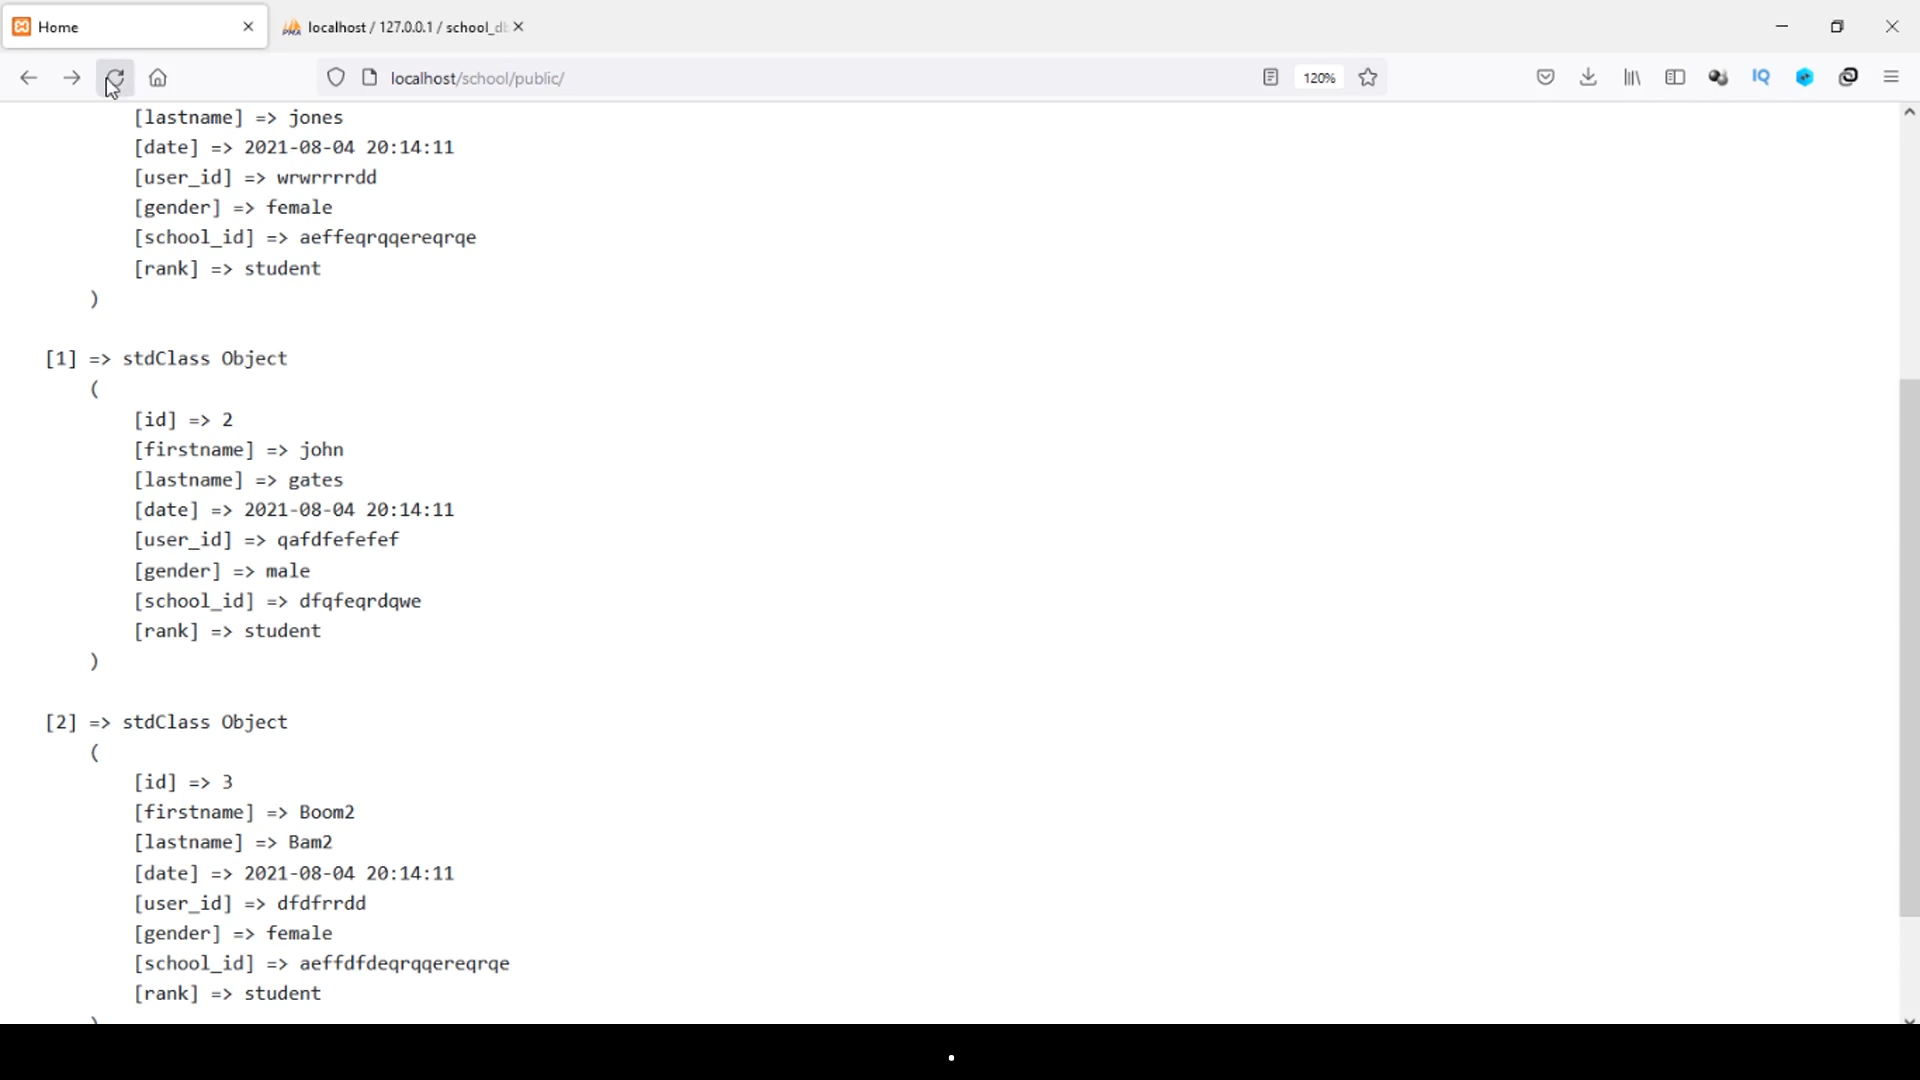 Home
localhost / 127.0.0.1 / school_db
localhost/school/public/
120%
IQ
[lastname] => jones
[date] => 2021-08-04 20:14:11
[user_id] => wrwrrrrdd
[gender] => female
[school_id] => aeffeqrqqereqrqe
[rank] => student
)
[1] => stdClass Object
(
[id] => 2
[firstname] => john
[lastname] => gates
[date] => 2021-08-04 20:14:11
[user_id] => qafdfefefef
[gender] => male
[school_id] => dfqfeqrdqwe
[rank] => student
)
[2] => stdClass Object
(
[id] => 3
[firstname] => Boom2
[lastname] => Bam2
[date] => 2021-08-04 20:14:11
[user_id] => dfdfrrdd
[gender] => female
[school_id] => aeffdfdeqrqqereqrqe
[rank] => student
)